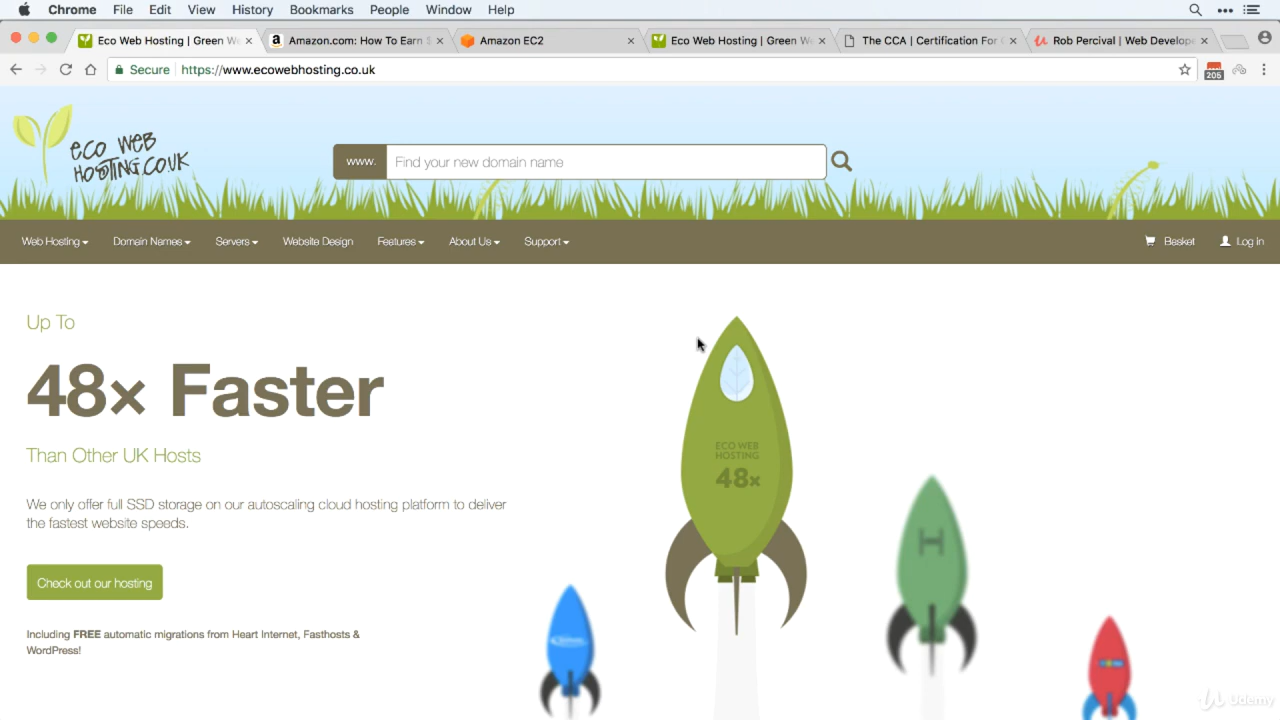 Chrome File Edit View History Bookmarks People Window Help
Eco Web Hosting | Green We
Amazon.com: How To Earn $
Amazon EC2
Eco Web Hosting | Green We
The CCA | Certification For C
Rob Percival | Web Develope
Secure https://www.ecowebhosting.co.uk
205
eco web
hosting.co.uk
www. Find your new domain name
Web Hosting Domain Names Servers Website Design Features About Us Support Basket Log in
Up To
48× Faster
Than Other UK Hosts
We only offer full SSD storage on our autoscaling cloud hosting platform to deliver
the fastest website speeds.
Check out our hosting
Including FREE automatic migrations from Heart Internet, Fasthosts &
WordPress!
ECO WEB
HOSTING
48×
H
Udemy